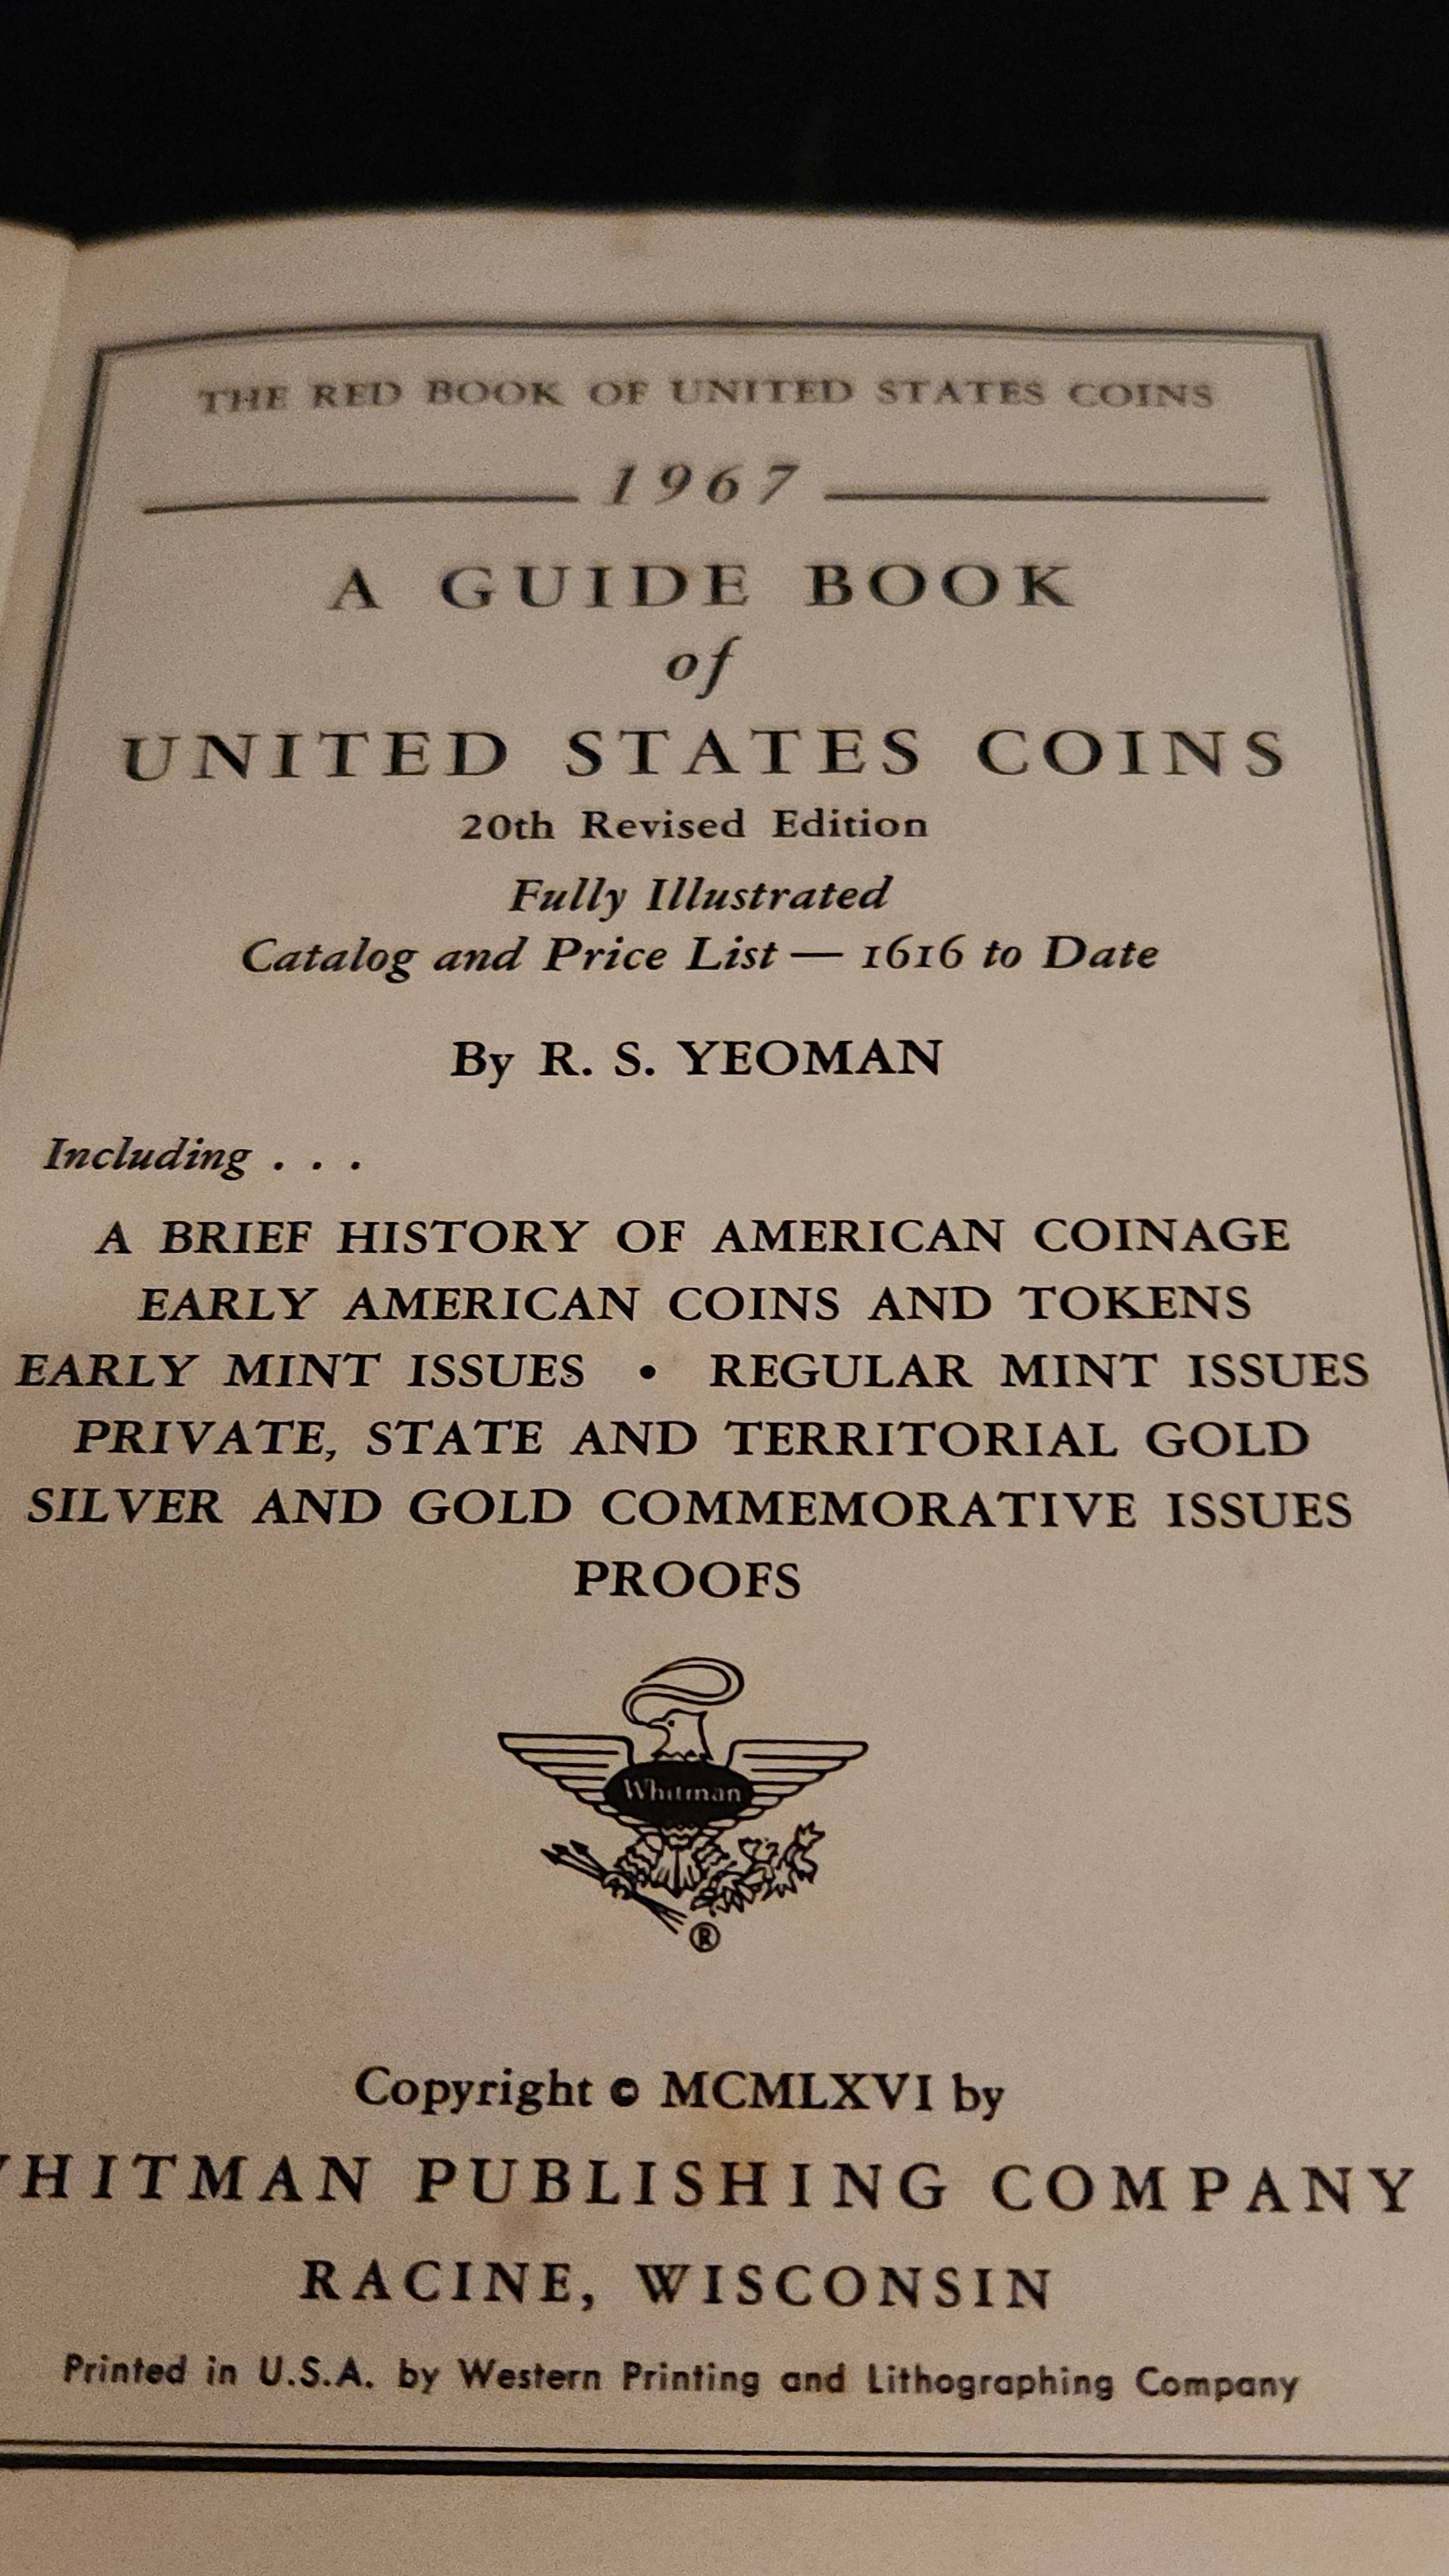 THE RED BOOK OF UNITED STATES COINS
1967
A GUIDE BOOK
of
UNITED STATES COINS
20th Revised Edition
Fully Illustrated
Catalog and Price List — 1616 to Date
By R. S. YEOMAN
Including . . .
A BRIEF HISTORY OF AMERICAN COINAGE
EARLY AMERICAN COINS AND TOKENS
EARLY MINT ISSUES • REGULAR MINT ISSUES
PRIVATE, STATE AND TERRITORIAL GOLD
SILVER AND GOLD COMMEMORATIVE ISSUES
PROOFS
Whitman
®
Copyright © MCMLXVI by
WHITMAN PUBLISHING COMPANY
RACINE, WISCONSIN
Printed in U.S.A. by Western Printing and Lithographing Company